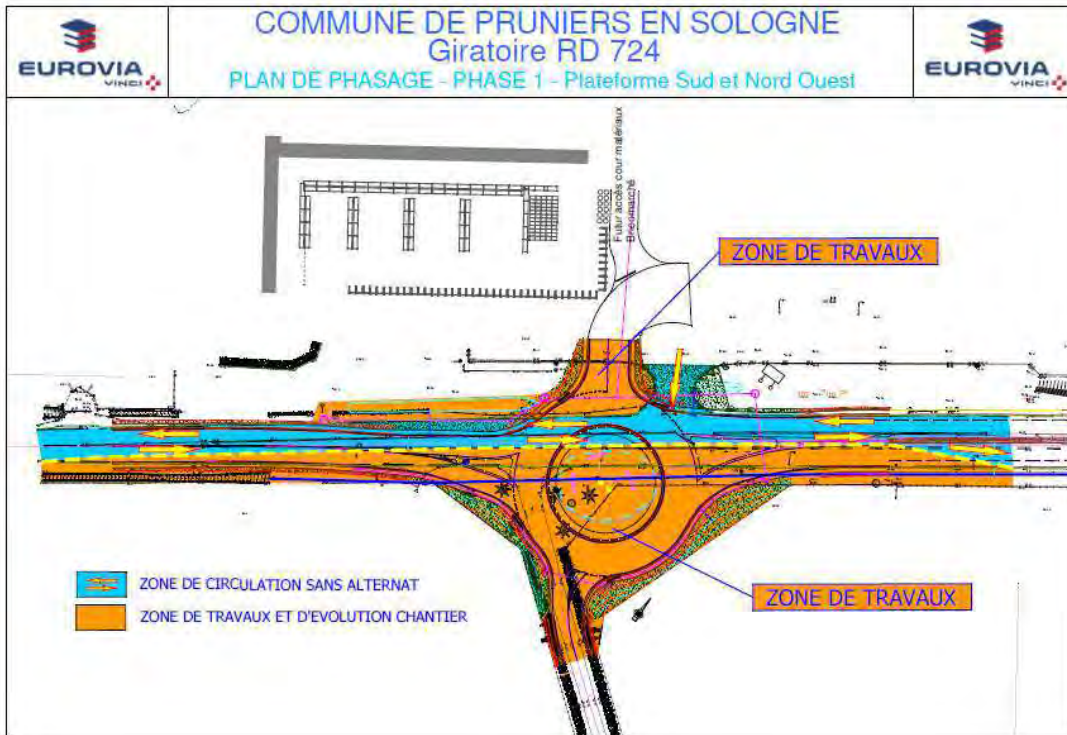 EUROVIA
VINCI
COMMUNE DE PRUNIERS EN SOLOGNE
Giratoire RD 724
PLAN DE PHASAGE - PHASE 1 - Plateforme Sud et Nord Ouest
EUROVIA
VINCI
Futur accès cour matériaux
Bricomarché
ZONE DE TRAVAUX
ZONE DE CIRCULATION SANS ALTERNAT
ZONE DE TRAVAUX ET D'EVOLUTION CHANTIER
ZONE DE TRAVAUX